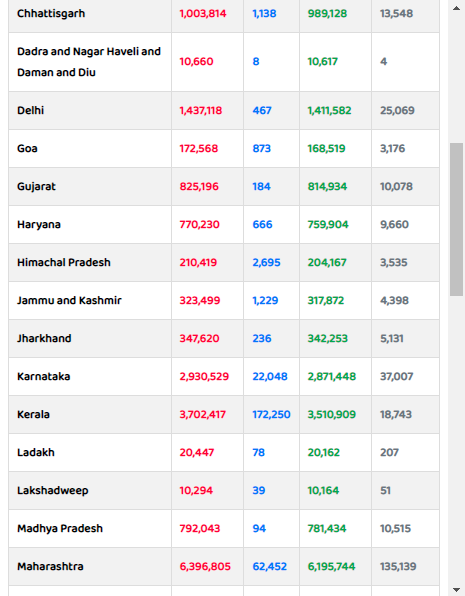 Chhattisgarh 1,003,814 1,138 989,128 13,548
Dadra and Nagar Haveli and
Daman and Diu 10,660 8 10,617 4
Delhi 1,437,118 467 1,411,582 25,069
Goa 172,568 873 168,519 3,176
Gujarat 825,196 184 814,934 10,078
Haryana 770,230 666 759,904 9,660
Himachal Pradesh 210,419 2,695 204,167 3,535
Jammu and Kashmir 323,499 1,229 317,872 4,398
Jharkhand 347,620 236 342,253 5,131
Karnataka 2,930,529 22,048 2,871,448 37,007
Kerala 3,702,417 172,250 3,510,909 18,743
Ladakh 20,447 78 20,162 207
Lakshadweep 10,294 39 10,164 51
Madhya Pradesh 792,043 94 781,434 10,515
Maharashtra 6,396,805 62,452 6,195,744 135,139